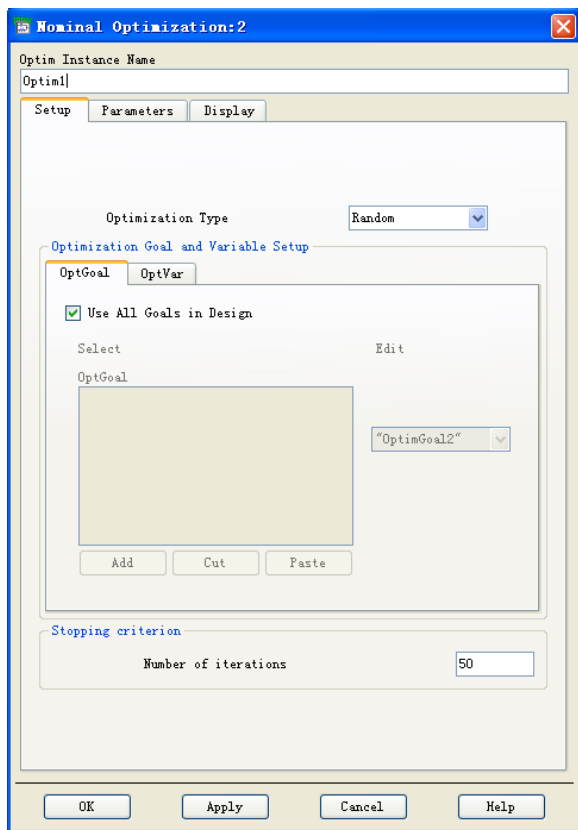 Nominal Optimization:2
Optim Instance Name
Optim1
Setup Parameters Display
Optimization Type Random
Optimization Goal and Variable Setup
OptGoal OptVar
Use All Goals in Design
Select Edit
OptGoal
"OptimGoal2"
Add Cut Paste
Stopping criterion
Number of iterations 50
OK Apply Cancel Help